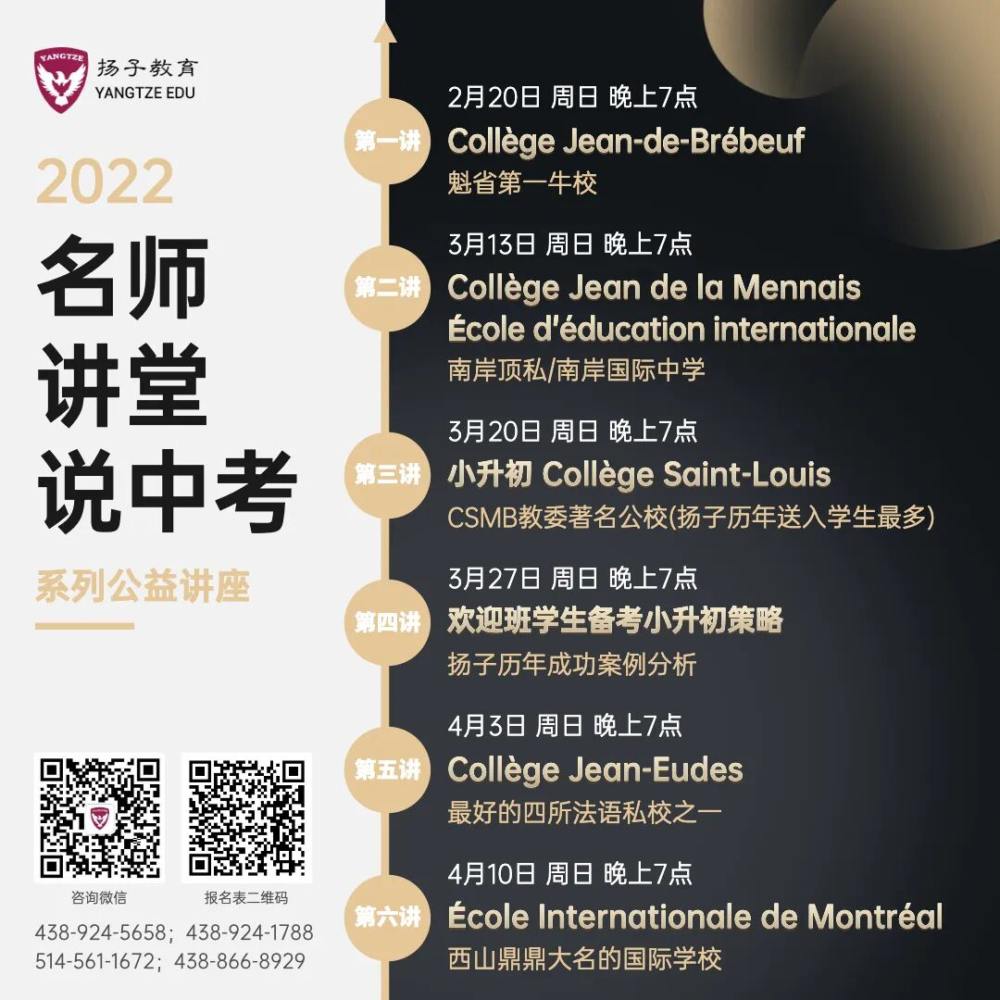 YANGTZE
扬子教育
YANGTZE EDU
2022
名师
讲堂
说中考
系列公益讲座
咨询微信
报名表二维码
438-924-5658；438-924-1788
514-561-1672；438-866-8929
第一讲
2月20日 周日 晚上7点
Collège Jean-de-Brébeuf
魁省第一牛校
第二讲
3月13日 周日 晚上7点
Collège Jean de la Mennais
École d'éducation internationale
南岸顶私/南岸国际中学
第三讲
3月20日 周日 晚上7点
小升初 Collège Saint-Louis
CSMB教委著名公校(扬子历年送入学生最多)
第四讲
3月27日 周日 晚上7点
欢迎班学生备考小升初策略
扬子历年成功案例分析
第五讲
4月3日 周日 晚上7点
Collège Jean-Eudes
最好的四所法语私校之一
第六讲
4月10日 周日 晚上7点
École Internationale de Montréal
西山鼎鼎大名的国际学校